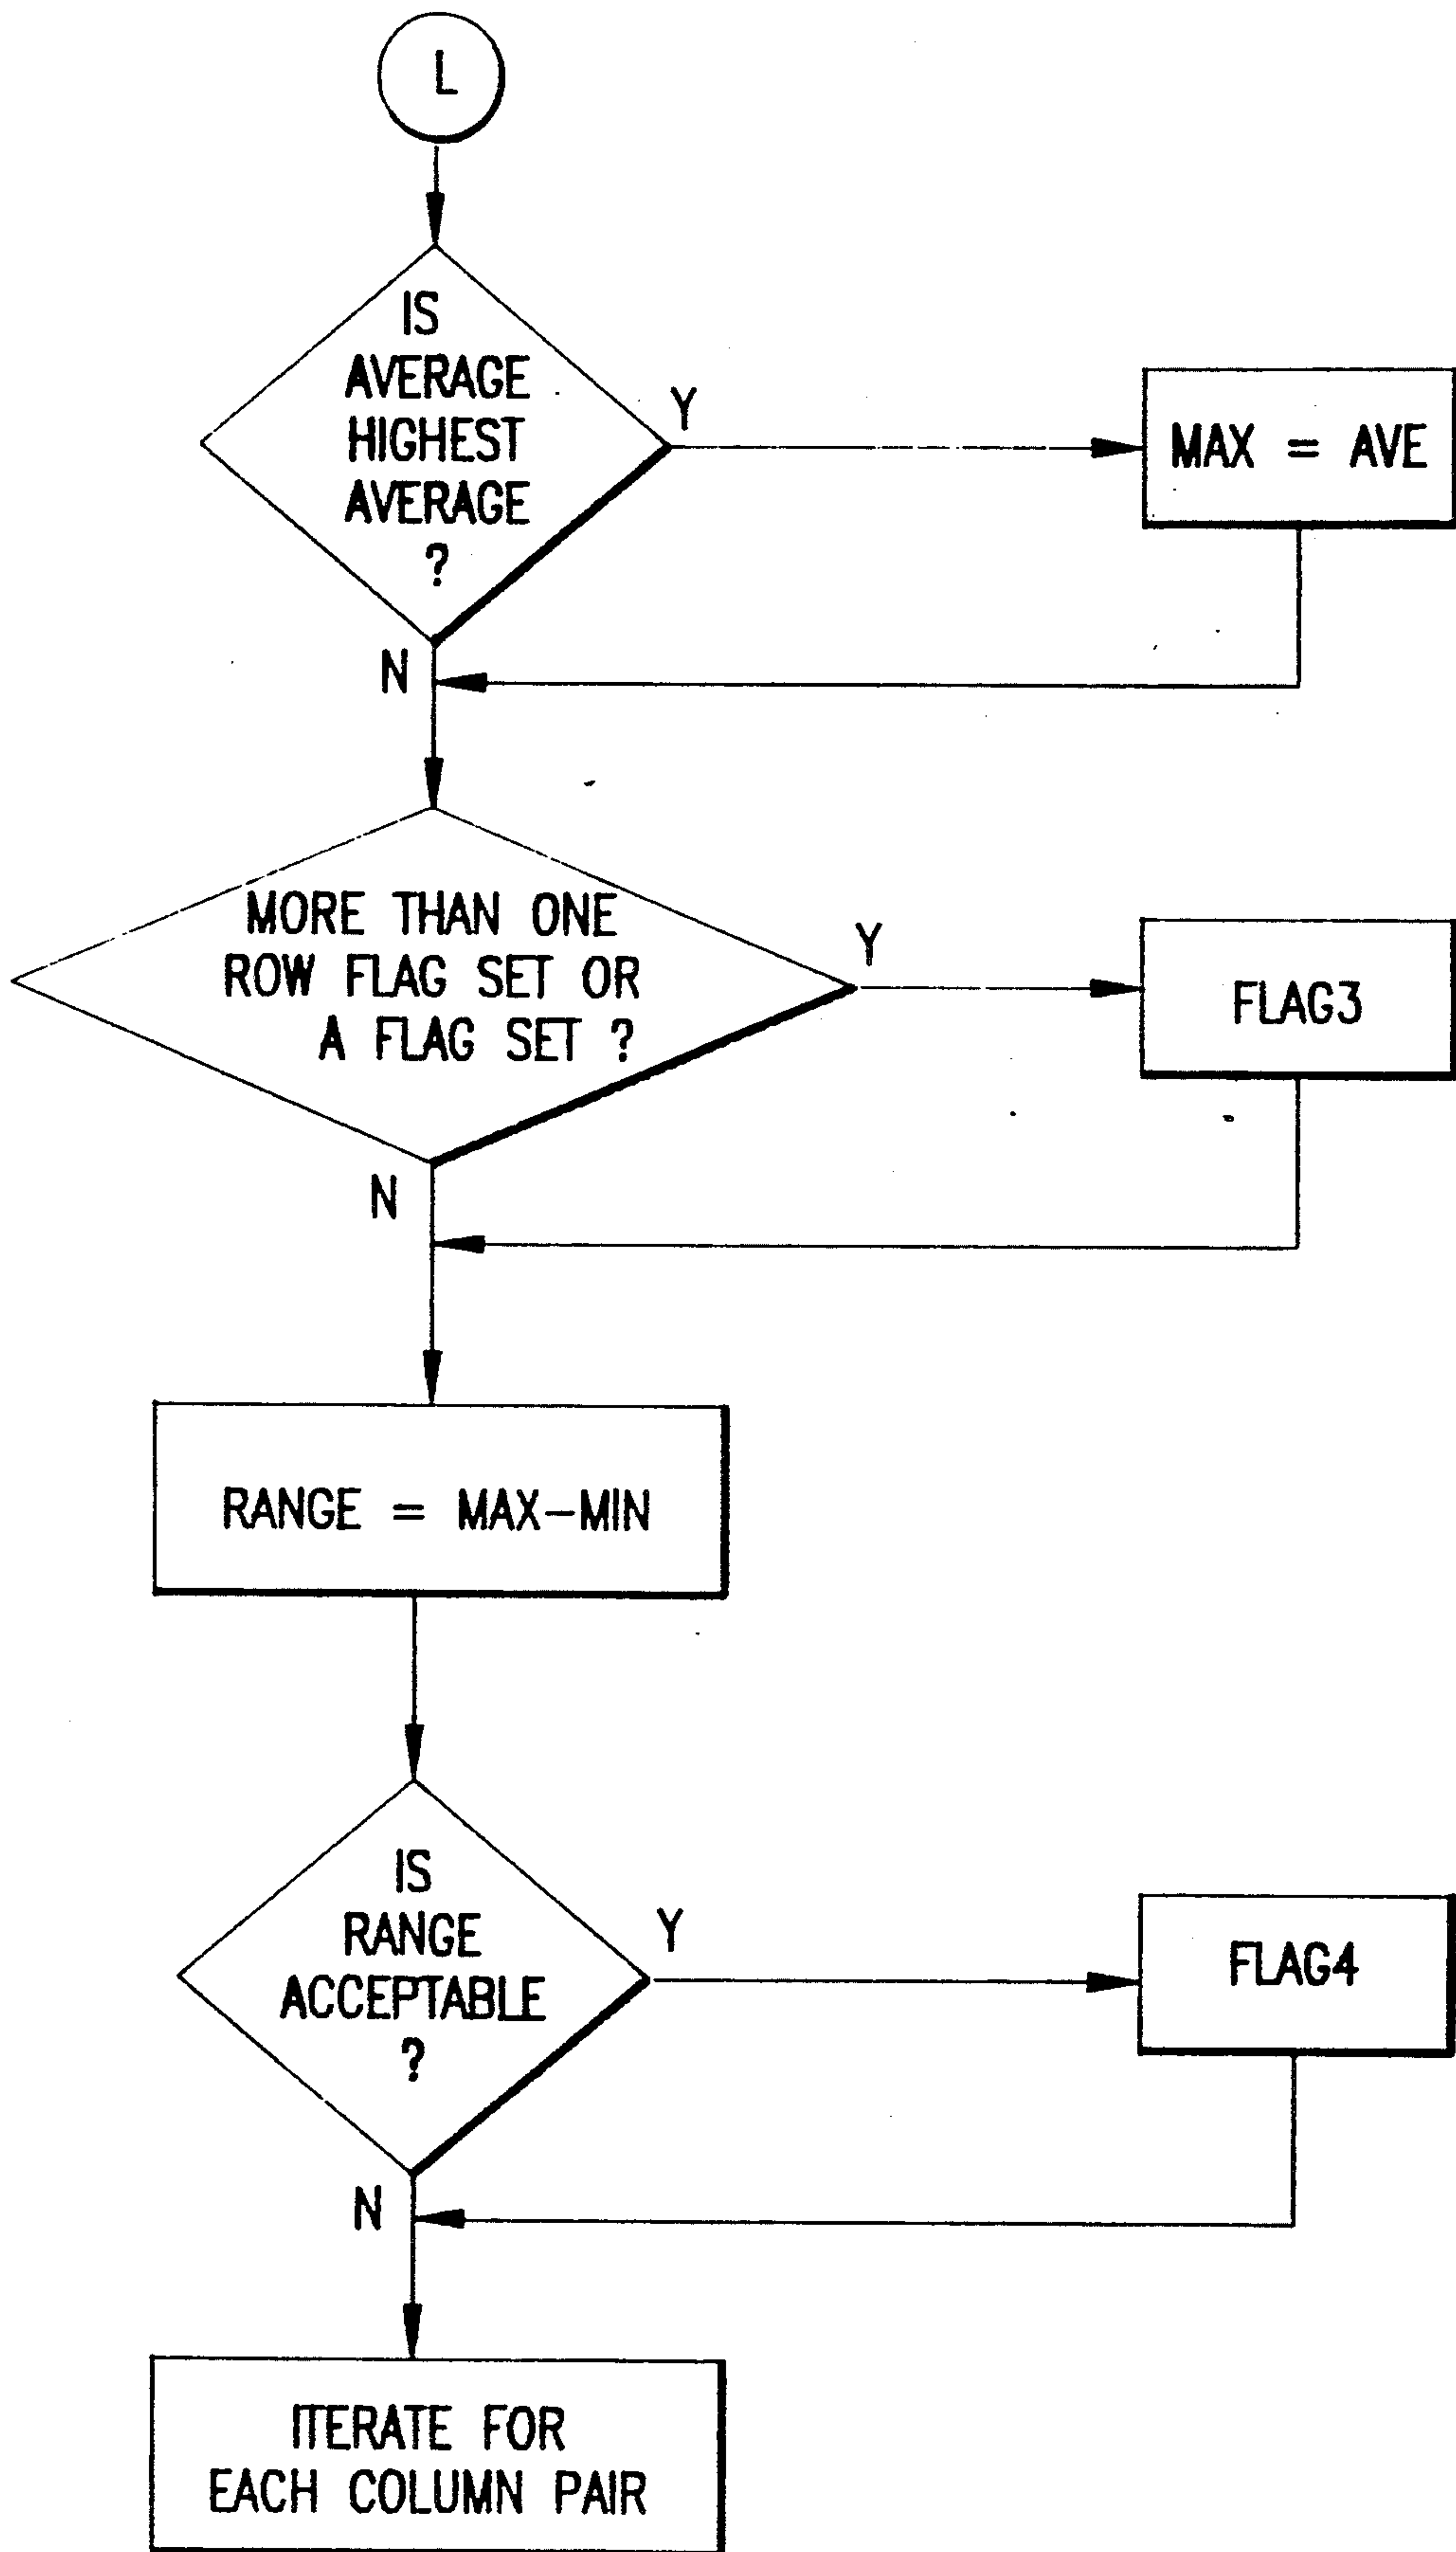 L
IS
AVERAGE
HIGHEST
AVERAGE
?
Y
MAX = AVE
N
MORE THAN ONE
ROW FLAG SET OR
A FLAG SET ?
Y
FLAG3
N
RANGE = MAX-MIN
IS
RANGE
ACCEPTABLE
?
Y
FLAG4
N
ITERATE FOR
EACH COLUMN PAIR